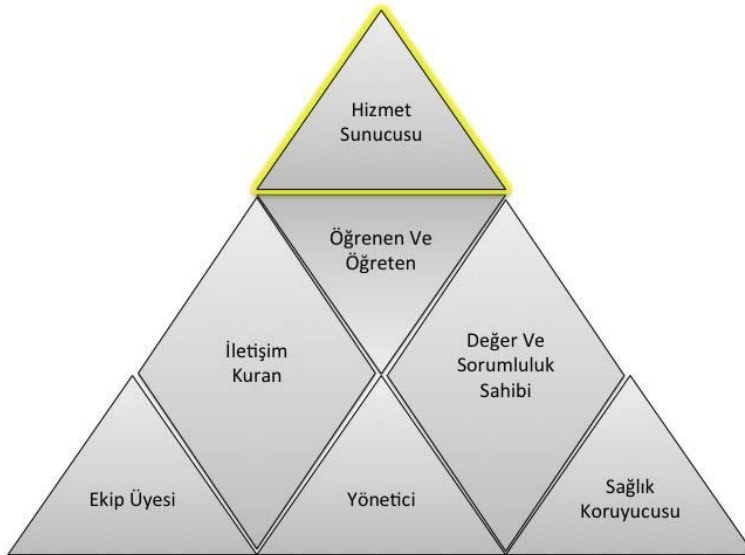 Hizmet
Sunucusu
Öğrenen Ve
Öğreten
İletişim
Kuran
Değer Ve
Sorumluluk
Sahibi
Ekip Üyesi
Yönetici
Sağlık
Koruyucusu